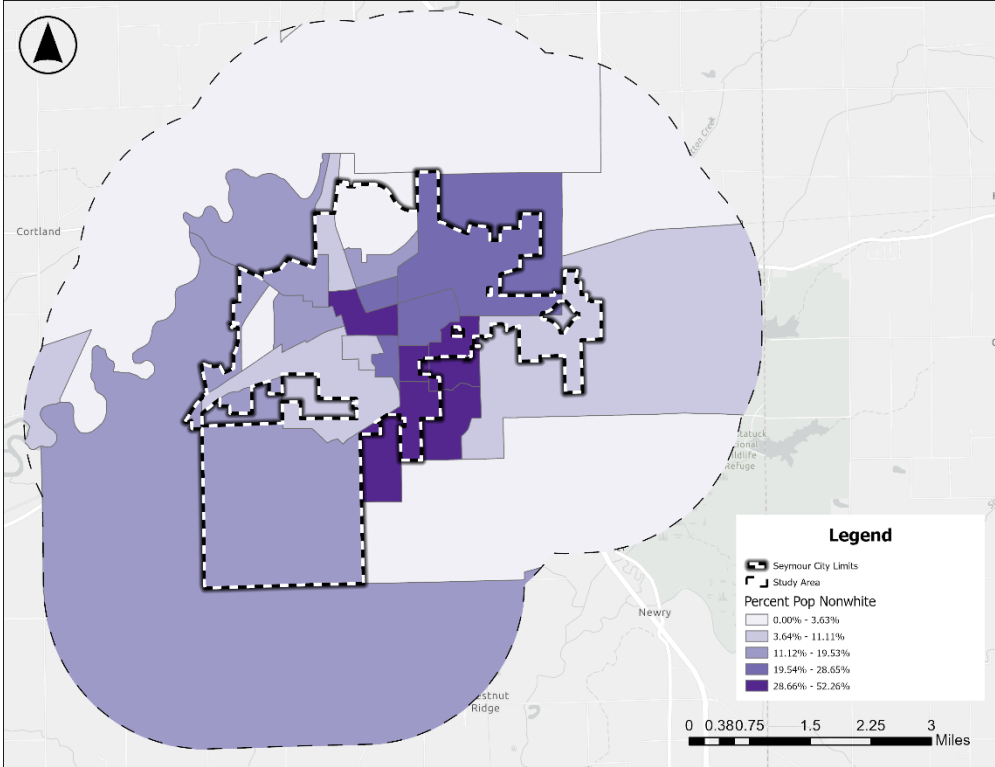 Cortland
Legend
Seymour City Limits
Study Area
Percent Pop Nonwhite
0.00% - 3.63%
3.64% - 11.11%
11.12% - 19.53%
19.54% - 28.65%
28.66% - 52.26%
Newry
Ridge
0 0.380.75 1.5 2.25 3
Miles